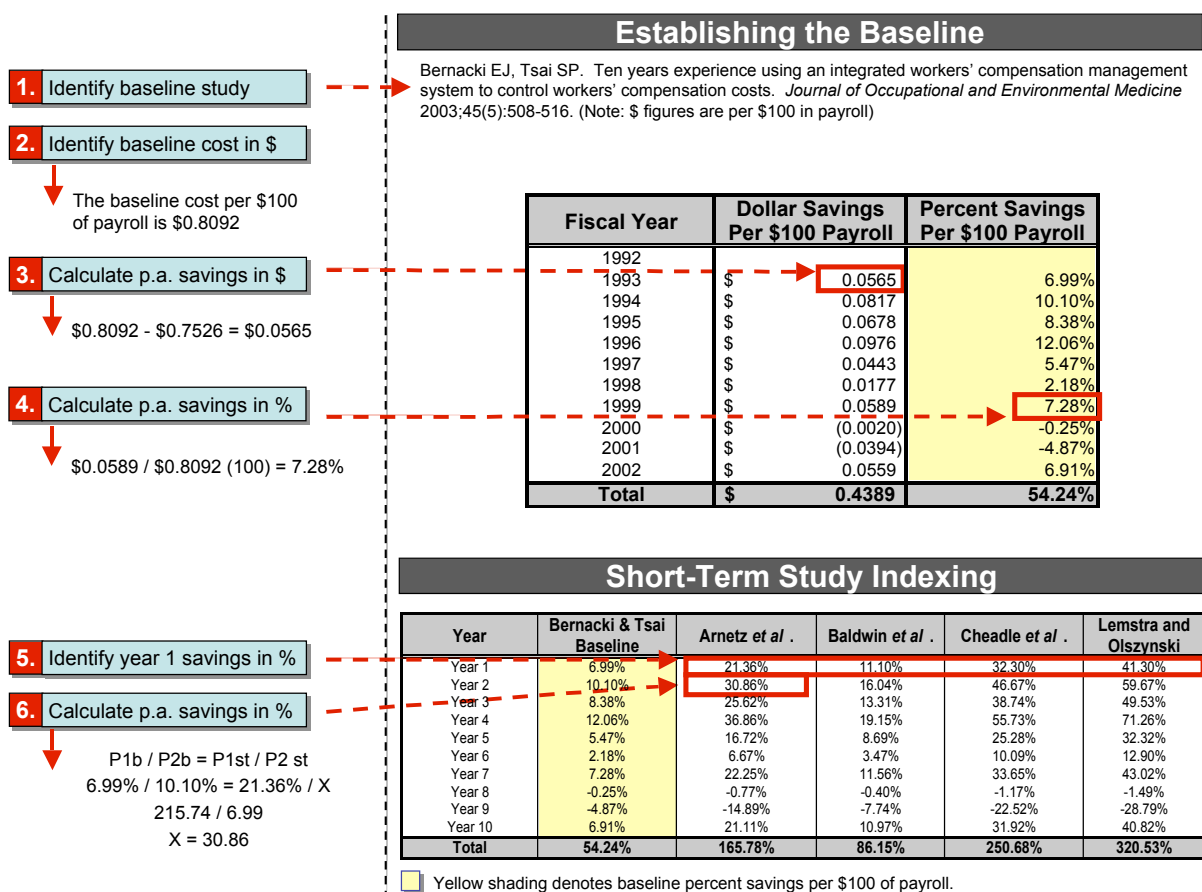 Establishing the Baseline
1. Identify baseline study
Bernacki EJ, Tsai SP. Ten years experience using an integrated workers' compensation management
system to control workers' compensation costs. Journal of Occupational and Environmental Medicine
2003;45(5):508-516. (Note: $ figures are per $100 in payroll)
2. Identify baseline cost in $
The baseline cost per $100
of payroll is $0.8092
3. Calculate p.a. savings in $
$0.8092 - $0.7526 = $0.0565
4. Calculate p.a. savings in %
$0.0589 / $0.8092 (100) = 7.28%
Fiscal Year Dollar Savings Per $100 Payroll Percent Savings Per $100 Payroll
1992
1993 $ 0.0565 6.99%
1994 $ 0.0817 10.10%
1995 $ 0.0678 8.38%
1996 $ 0.0976 12.06%
1997 $ 0.0443 5.47%
1998 $ 0.0177 2.18%
1999 $ 0.0589 7.28%
2000 $ (0.0020) -0.25%
2001 $ (0.0394) -4.87%
2002 $ 0.0559 6.91%
Total $ 0.4389 54.24%
Short-Term Study Indexing
5. Identify year 1 savings in %
6. Calculate p.a. savings in %
P1b / P2b = P1st / P2 st
6.99% / 10.10% = 21.36% / X
215.74 / 6.99
X = 30.86
Year Bernacki & Tsai Baseline Arnetz et al . Baldwin et al . Cheadle et al . Lemstra and Olszynski
Year 1 6.99% 21.36% 11.10% 32.30% 41.30%
Year 2 10.10% 30.86% 16.04% 46.67% 59.67%
Year 3 8.38% 25.62% 13.31% 38.74% 49.53%
Year 4 12.06% 36.86% 19.15% 55.73% 71.26%
Year 5 5.47% 16.72% 8.69% 25.28% 32.32%
Year 6 2.18% 6.67% 3.47% 10.09% 12.90%
Year 7 7.28% 22.25% 11.56% 33.65% 43.02%
Year 8 -0.25% -0.77% -0.40% -1.17% -1.49%
Year 9 -4.87% -14.89% -7.74% -22.52% -28.79%
Year 10 6.91% 21.11% 10.97% 31.92% 40.82%
Total 54.24% 165.78% 86.15% 250.68% 320.53%
Yellow shading denotes baseline percent savings per $100 of payroll.